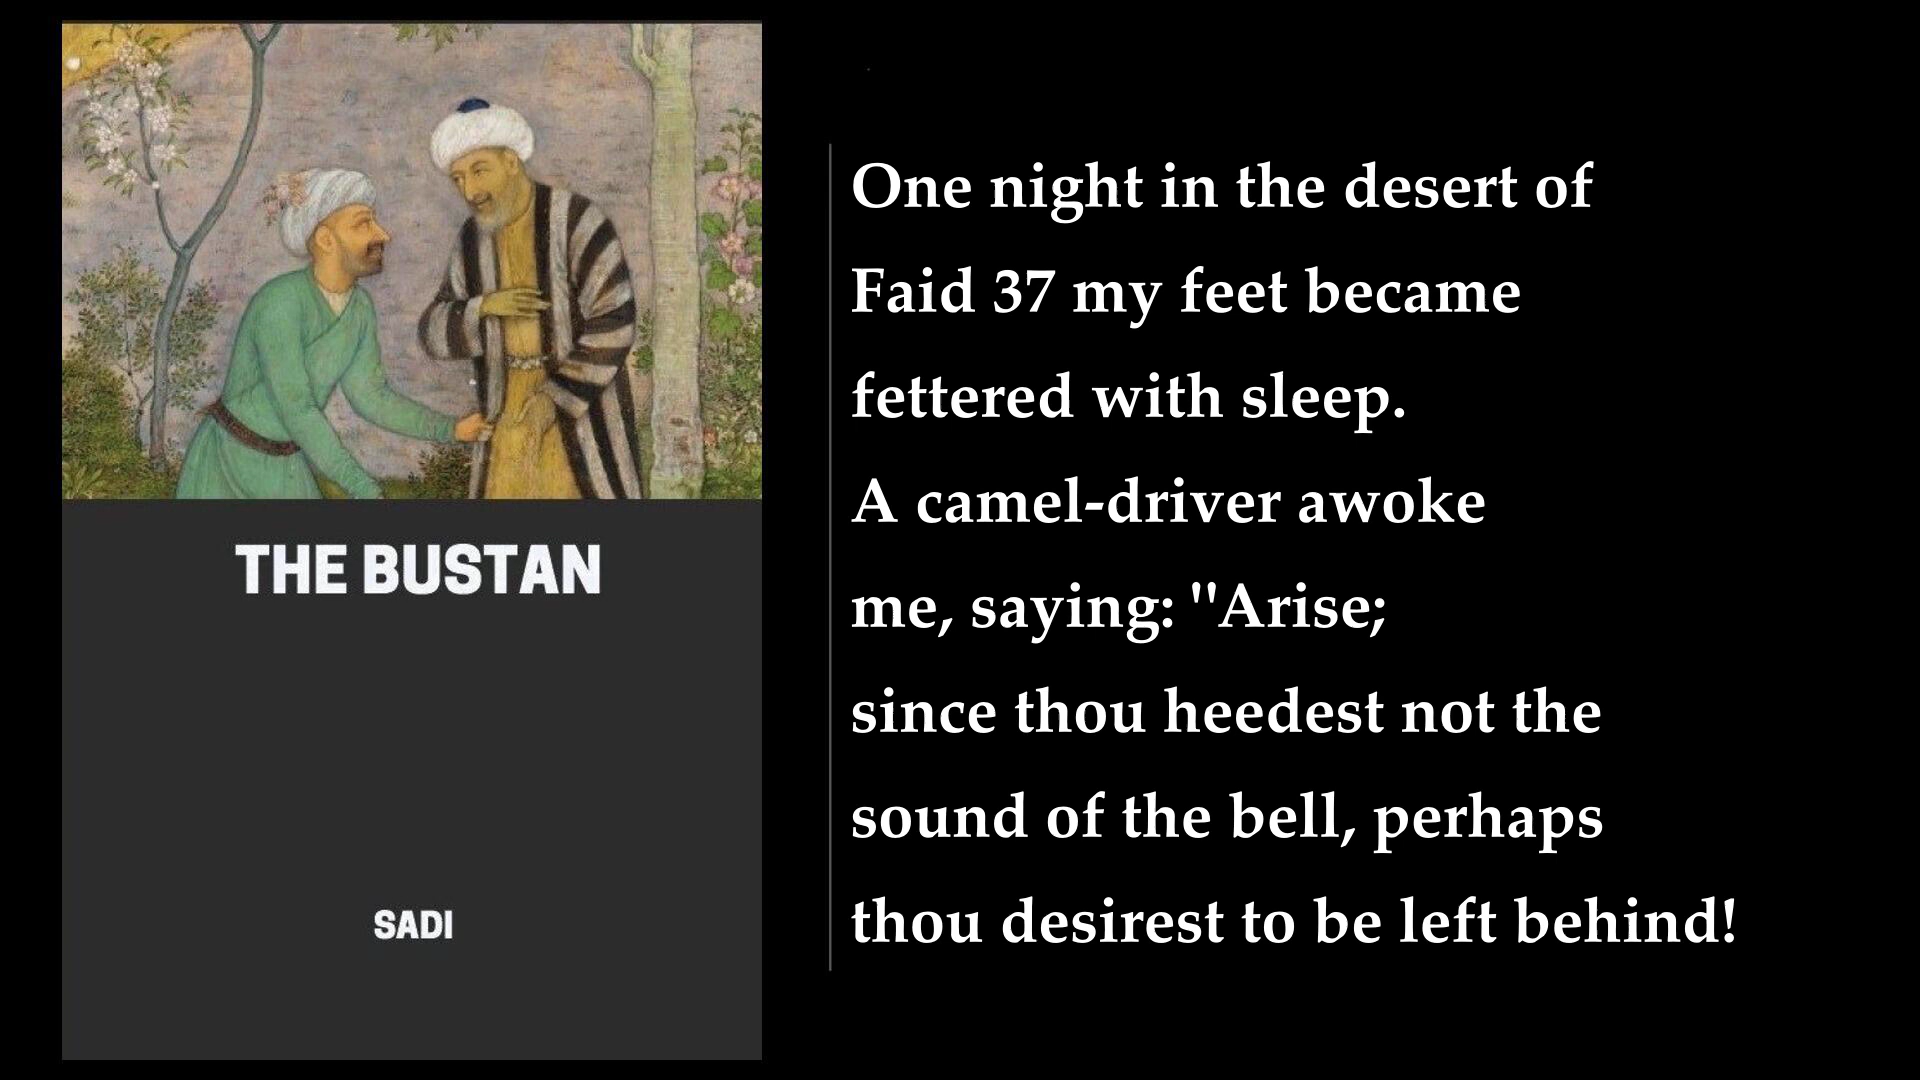 THE BUSTAN
SADI
One night in the desert of
Faid 37 my feet became
fettered with sleep.
A camel-driver awoke
me, saying: "Arise;
since thou heedest not the
sound of the bell, perhaps
thou desirest to be left behind!